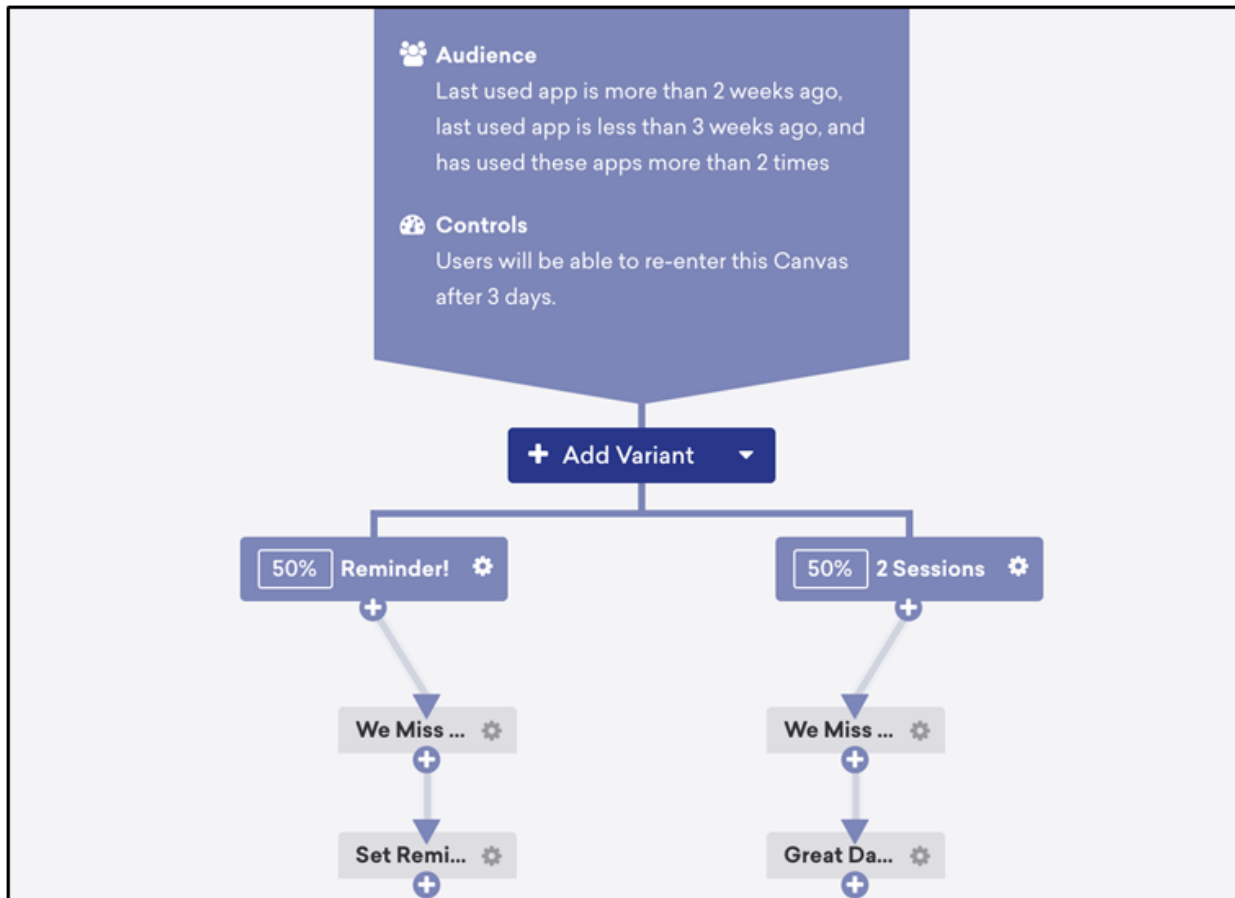 Audience
Last used app is more than 2 weeks ago,
last used app is less than 3 weeks ago, and
has used these apps more than 2 times
Controls
Users will be able to re-enter this Canvas
after 3 days.
Add Variant
50% Reminder!
50% 2 Sessions
We Miss ...
We Miss ...
Set Remi...
Great Da...